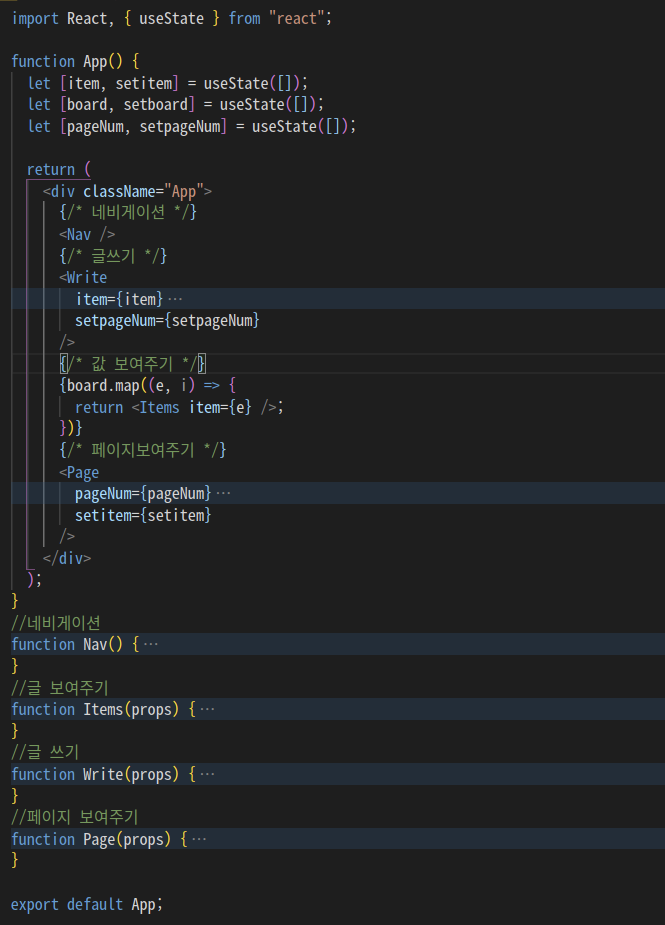 import React, { useState } from "react";
function App() {
let [item, setitem] = useState([]);
let [board, setboard] = useState([]);
let [pageNum, setpageNum] = useState([]);
return (
<div className="App">
{/* 네비게이션 */}
<Nav />
{/* 글쓰기 */}
<Write
item={item}…
setpageNum={setpageNum}
/>
{/* 값 보여주기 */}
{board.map((e, i) => {
return <Items item={e} />;
})}
{/* 페이지보여주기 */}
<Page
pageNum={pageNum}…
setitem={setitem}
/>
</div>
);
}
//네비게이션
function Nav() {…
}
//글 보여주기
function Items(props) {…
}
//글 쓰기
function Write(props) {…
}
//페이지 보여주기
function Page(props) {…
}
export default App;